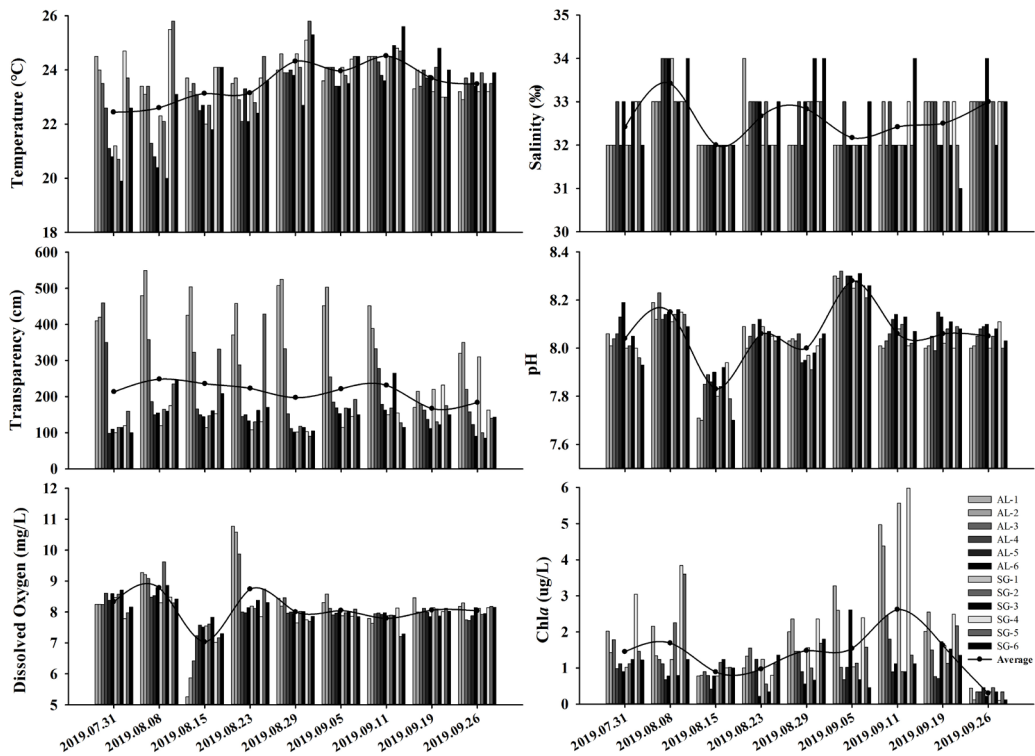 26
24
22
20
18
Temperature (°C)
35
34
33
32
31
30
Salinity (‰)
600
500
400
300
200
100
0
Transparency (cm)
8.4
8.2
8.0
7.8
7.6
pH
12
11
10
9
8
7
6
5
Dissolved Oxygen (mg/L)
6
5
4
3
2
1
0
Chla (ug/L)
AL-1
AL-2
AL-3
AL-4
AL-5
AL-6
SG-1
SG-2
SG-3
SG-4
SG-5
SG-6
Average
2019.07.31
2019.08.08
2019.08.15
2019.08.23
2019.08.29
2019.09.05
2019.09.11
2019.09.19
2019.09.26
2019.07.31
2019.08.08
2019.08.15
2019.08.23
2019.08.29
2019.09.05
2019.09.11
2019.09.19
2019.09.26